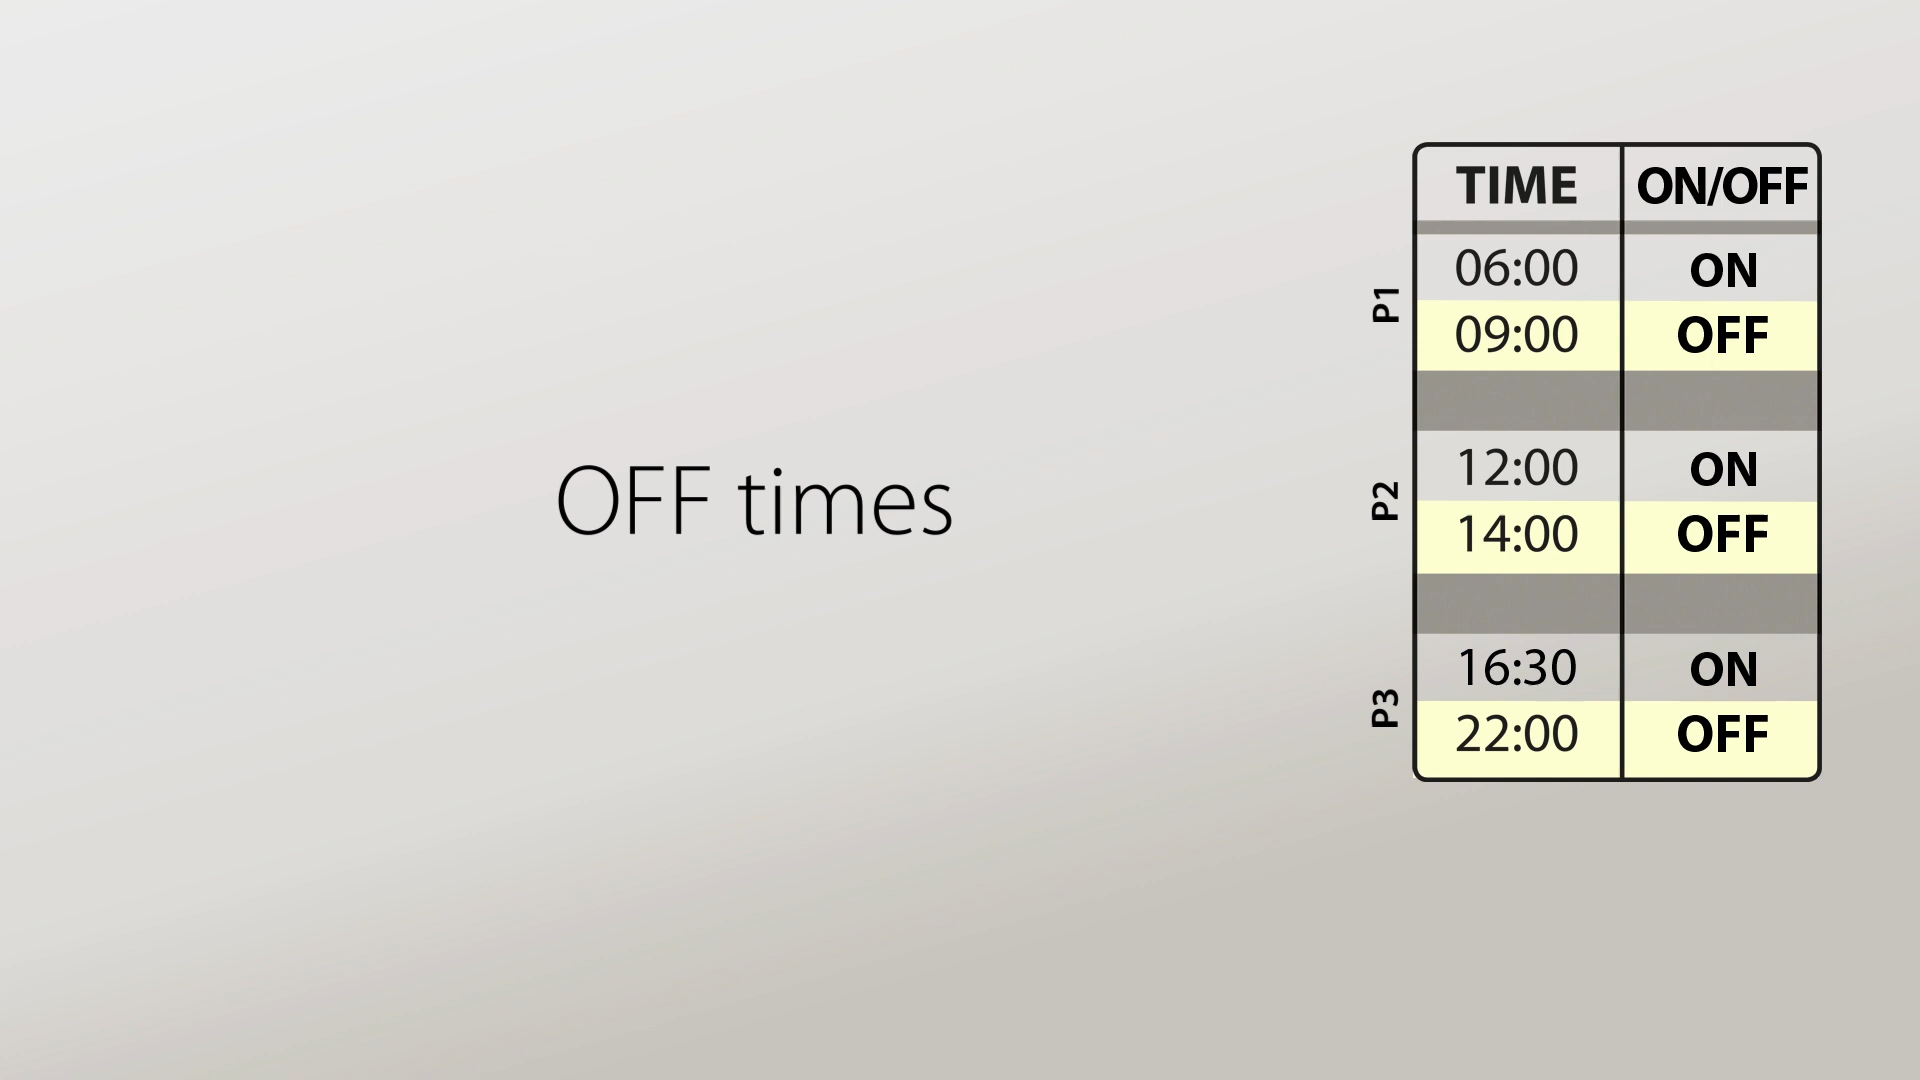 OFF times
TIME ON/OFF
P1
06:00 ON
09:00 OFF
P2
12:00 ON
14:00 OFF
P3
16:30 ON
22:00 OFF